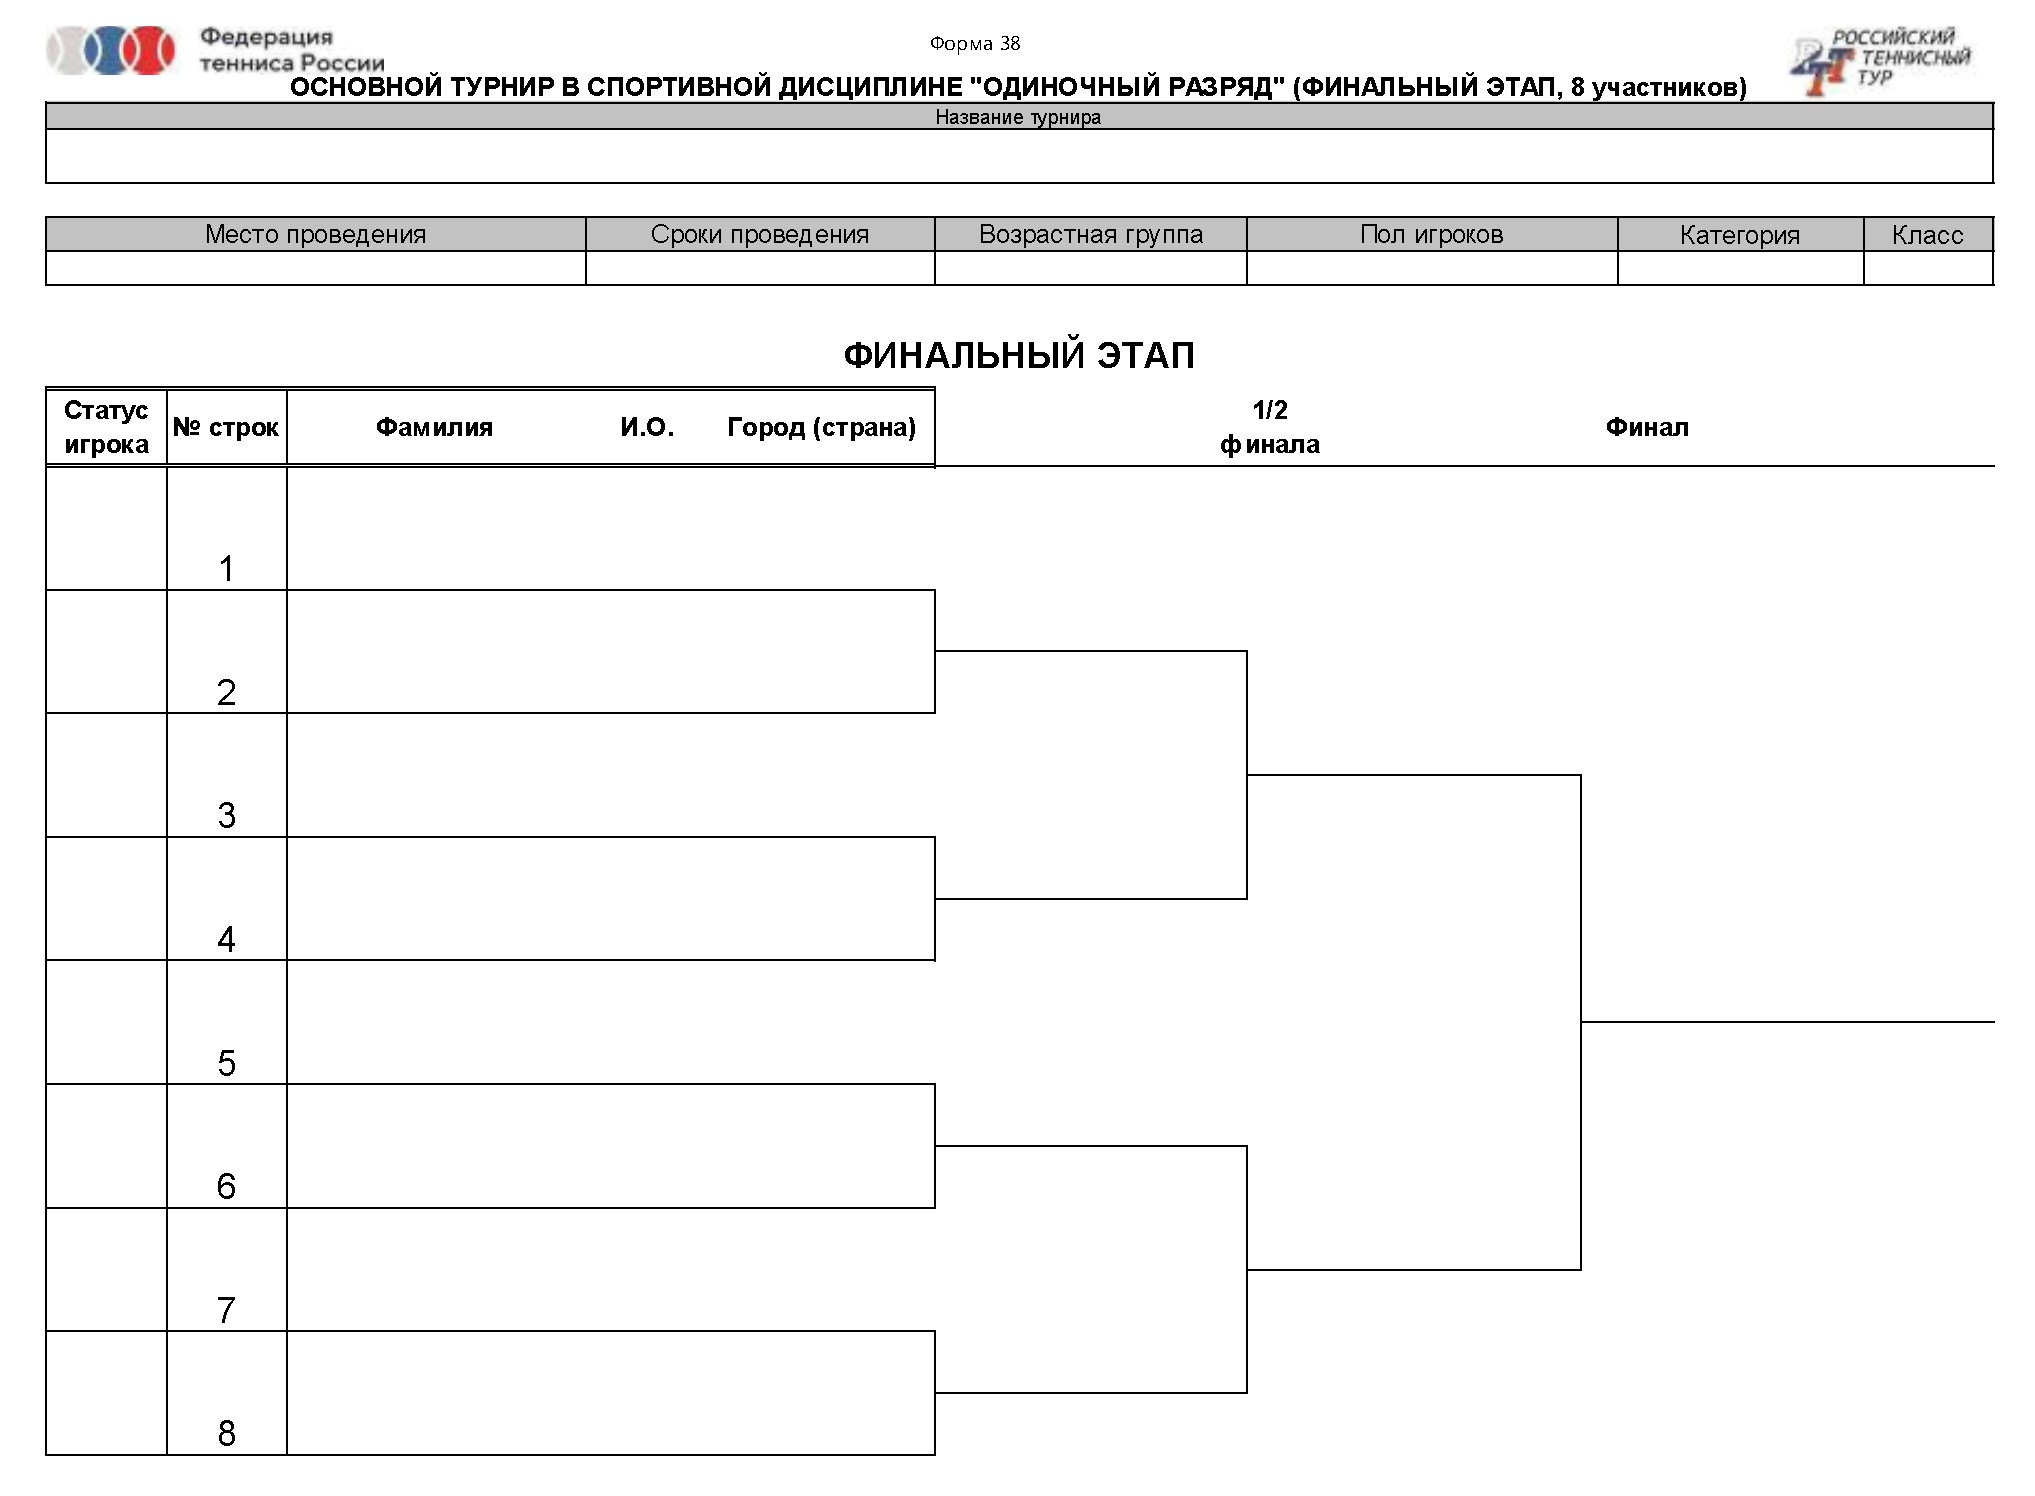 Федерация
тенниса России
Форма 38
РОССИЙСКИЙ
ТЕННИСНЫЙ
ТУР
РТТ
ОСНОВНОЙ ТУРНИР В СПОРТИВНОЙ ДИСЦИПЛИНЕ "ОДИНОЧНЫЙ РАЗРЯД" (ФИНАЛЬНЫЙ ЭТАП, 8 участников)
Название турнира
Место проведения Сроки проведения Возрастная группа Пол игроков Категория Класс
ФИНАЛЬНЫЙ ЭТАП
Статус игрока № строк Фамилия И.О. Город (страна) 1/2 финала Финал
1
2
3
4
5
6
7
8